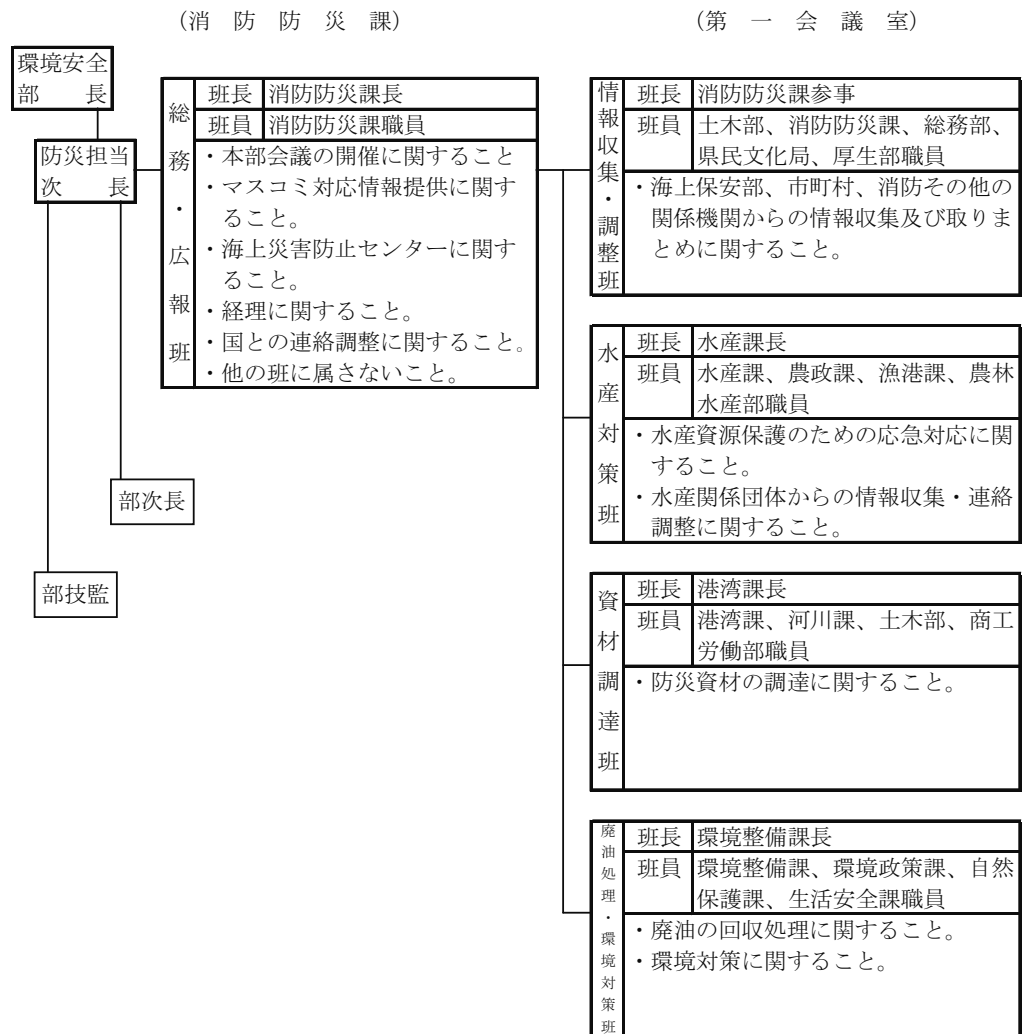 (消 防 防 災 課)
(第 一 会 議 室)
環境安全
部 長
防災担当
次 長
部次長
部技監
総務・広報班
班長 消防防災課長
班員 消防防災課職員
・本部会議の開催に関すること
・マスコミ対応情報提供に関す
ること。
・海上災害防止センターに関す
ること。
・経理に関すること。
・国との連絡調整に関すること。
・他の班に属さないこと。
情報収集・調整班
班長 消防防災課参事
班員 土木部、消防防災課、総務部、
県民文化局、厚生部職員
・海上保安部、市町村、消防その他の
関係機関からの情報収集及び取りま
とめに関すること。
水産対策班
班長 水産課長
班員 水産課、農政課、漁港課、農林
水産部職員
・水産資源保護のための応急対応に関
すること。
・水産関係団体からの情報収集・連絡
調整に関すること。
資材調達班
班長 港湾課長
班員 港湾課、河川課、土木部、商工
労働部職員
・防災資材の調達に関すること。
廃油処理・環境対策班
班長 環境整備課長
班員 環境整備課、環境政策課、自然
保護課、生活安全課職員
・廃油の回収処理に関すること。
・環境対策に関すること。